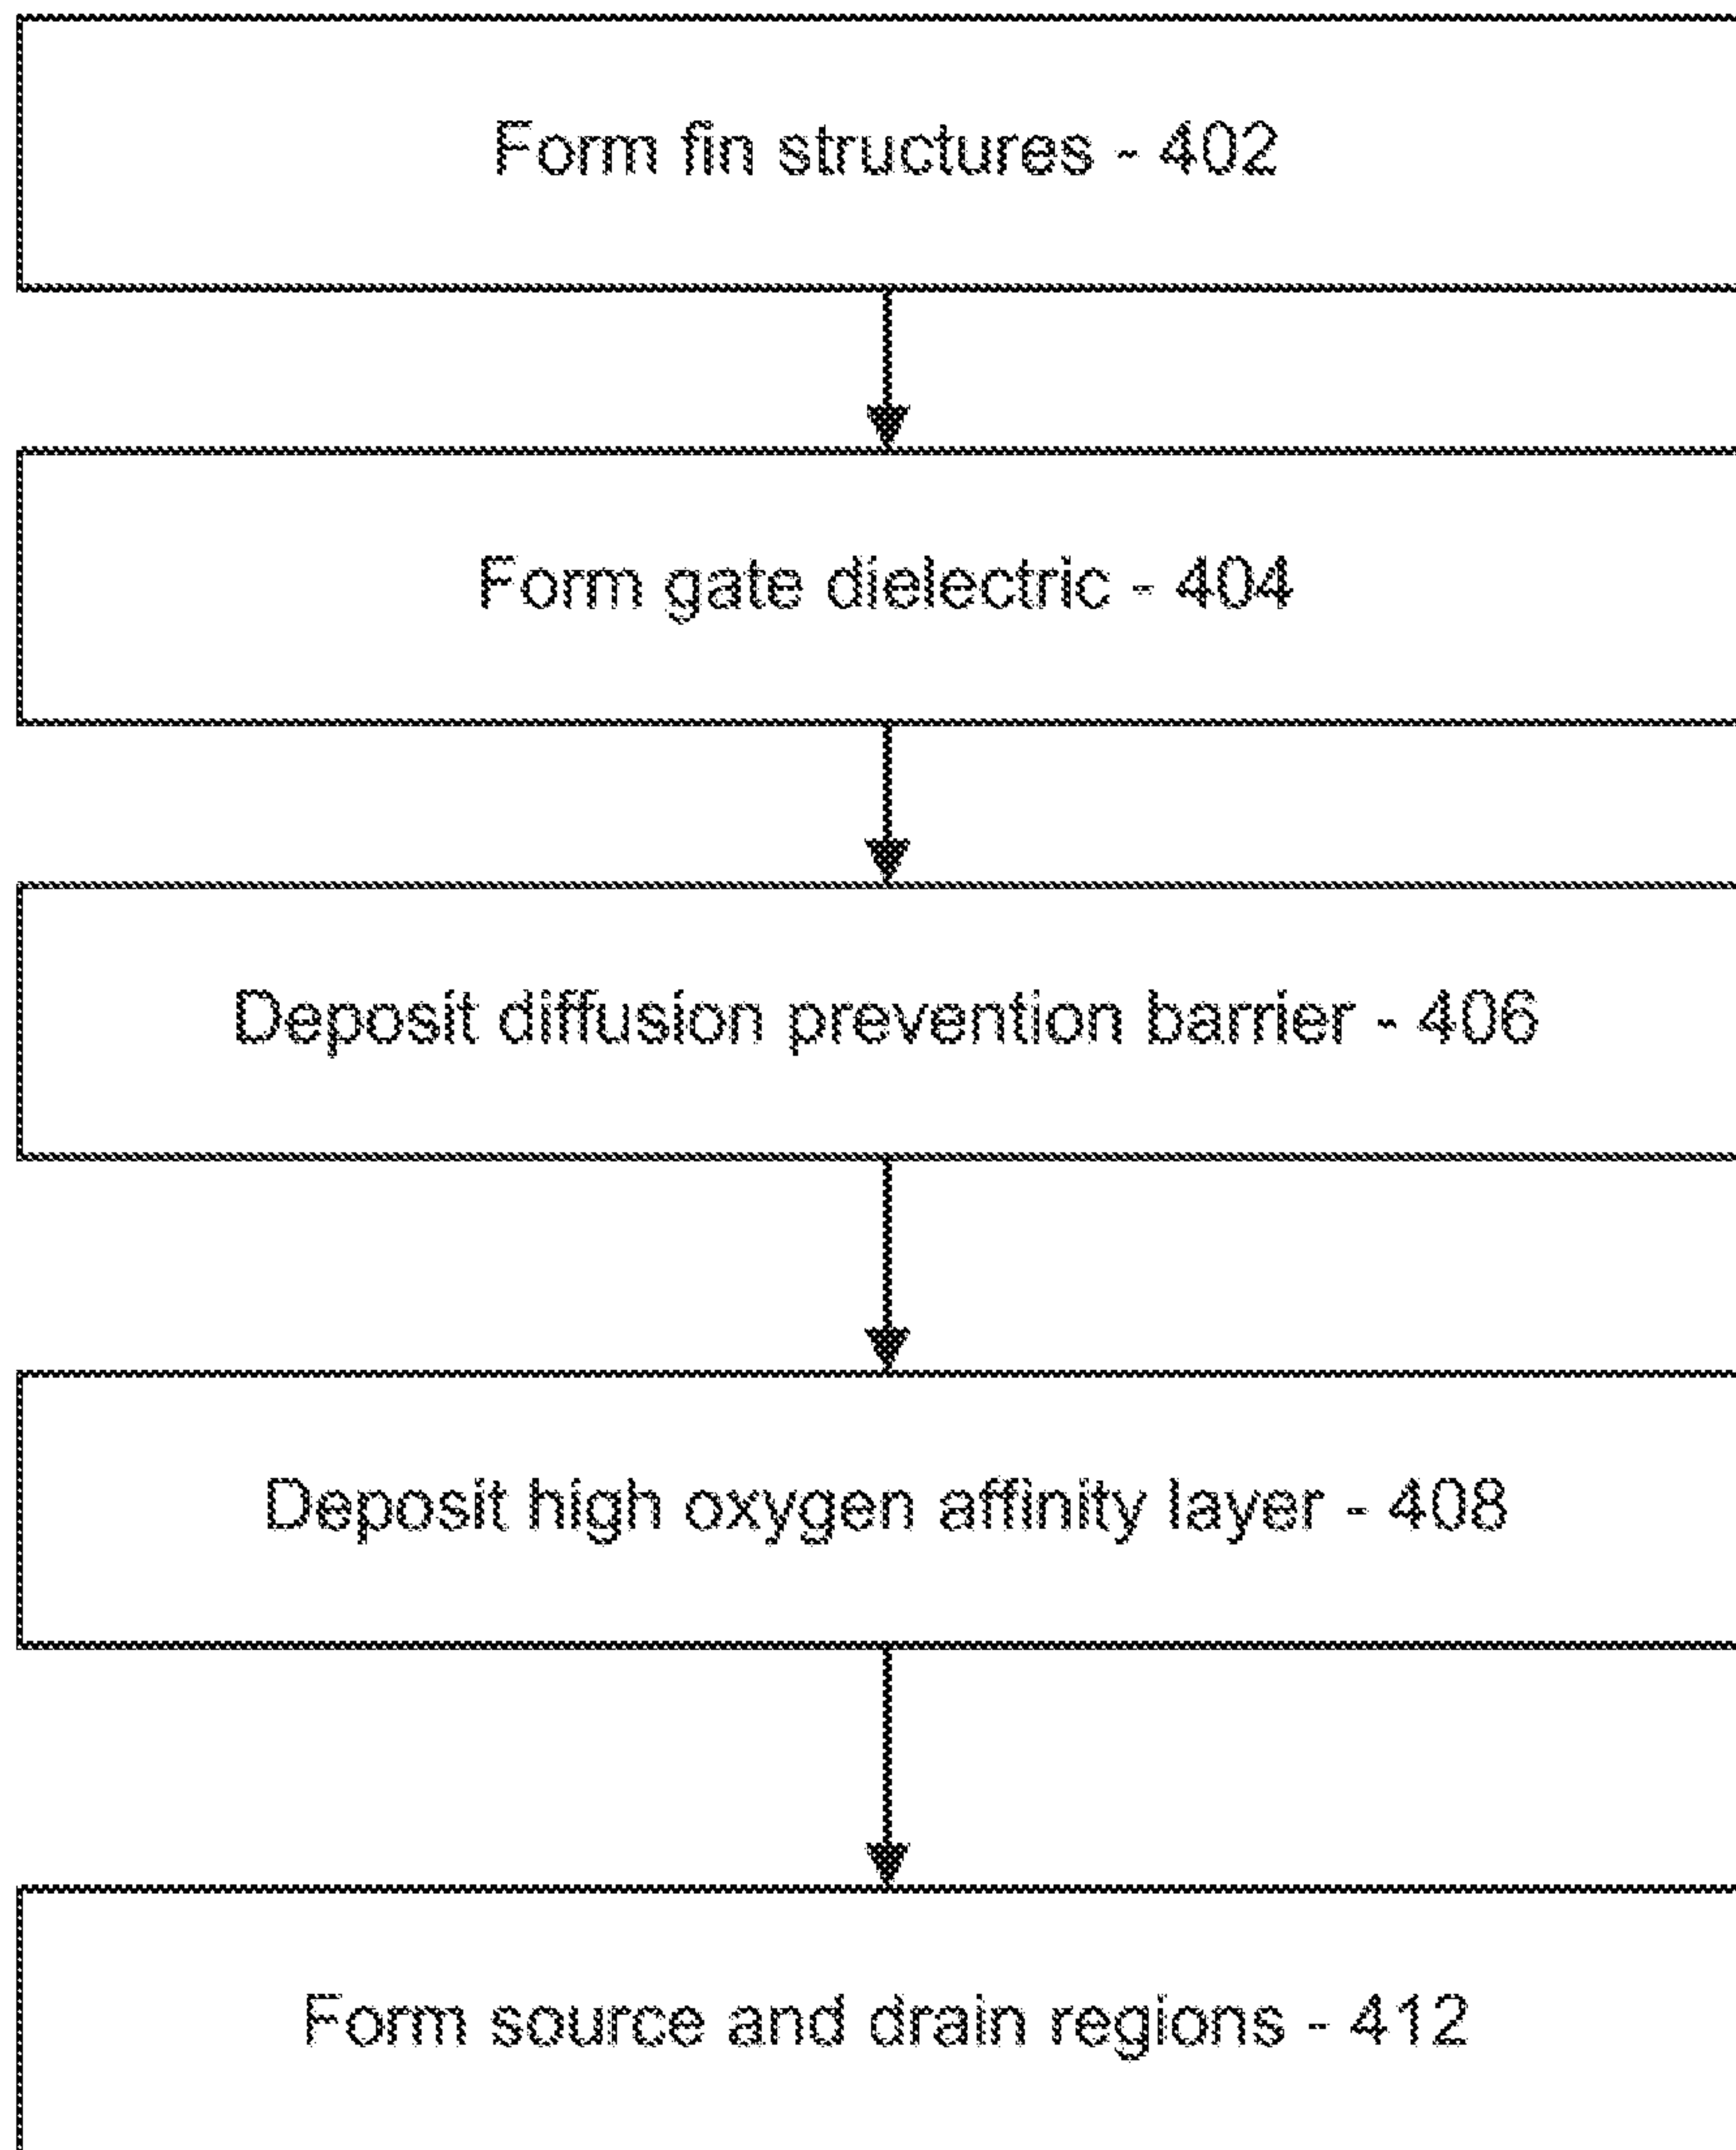 Form fin structures - 402
Form gate dielectric - 404
Deposit diffusion prevention barrier - 406
Deposit high oxygen affinity layer - 408
Form source and drain regions - 412